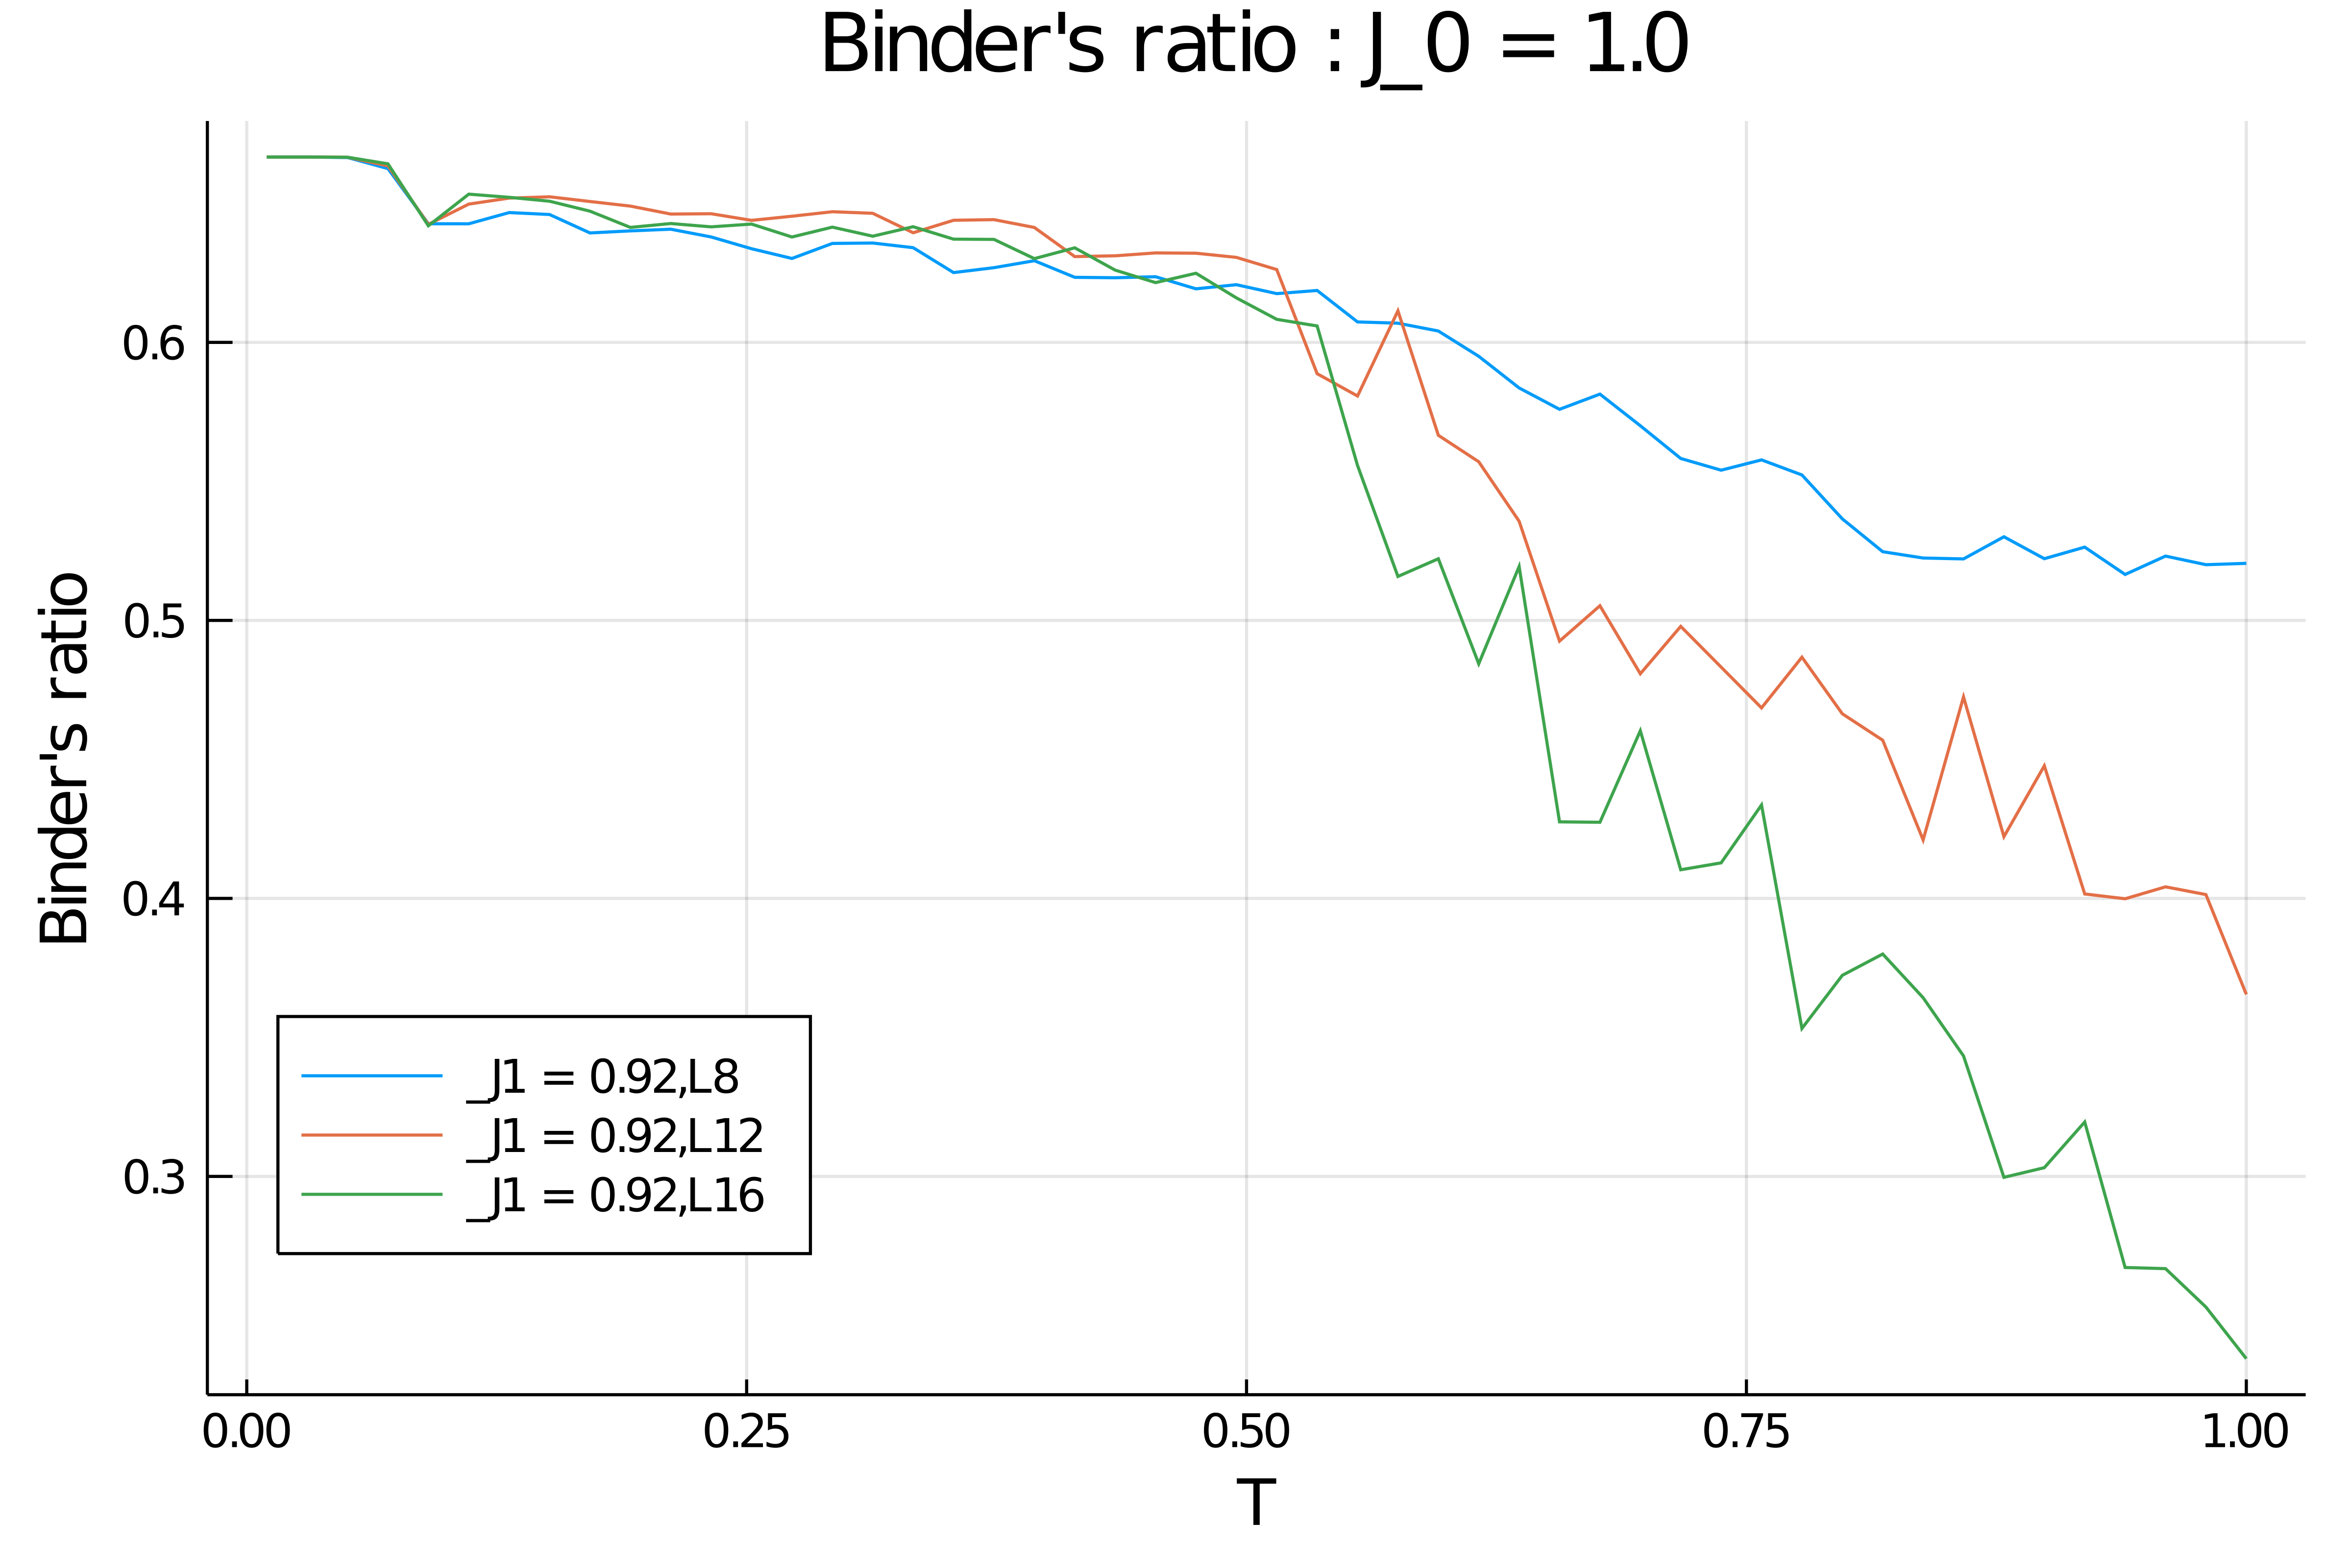 Binder's ratio : J_0 = 1.0
Binder's ratio
0.6
0.5
0.4
0.3
_J1 = 0.92,L8
_J1 = 0.92,L12
_J1 = 0.92,L16
0.00 0.25 0.50 0.75 1.00
T